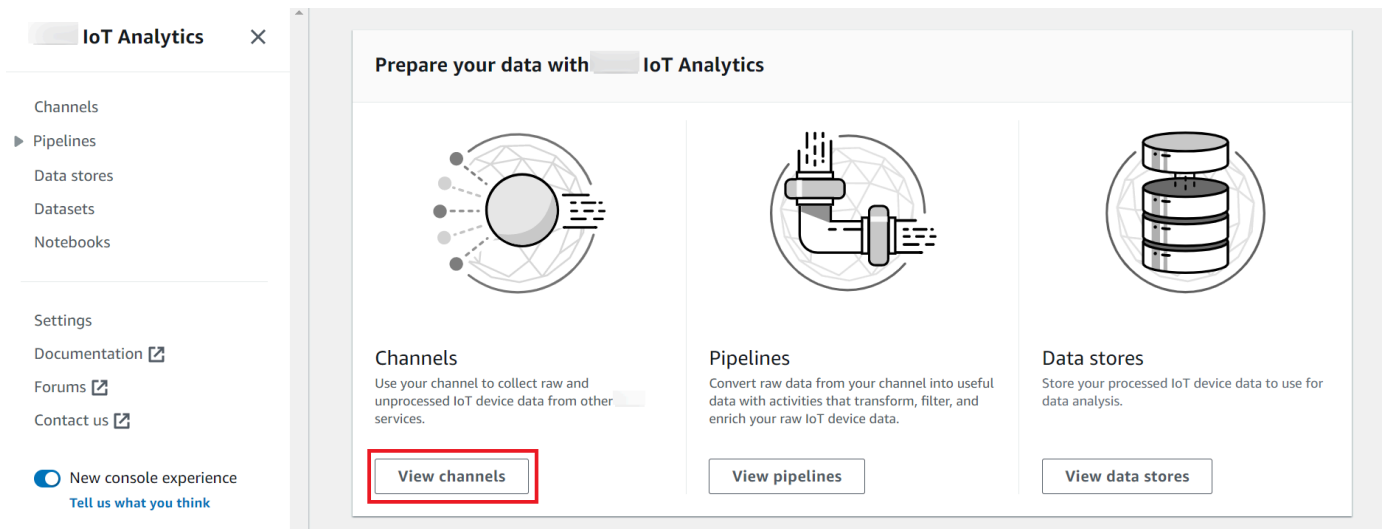 IoT Analytics
Channels
Pipelines
Data stores
Datasets
Notebooks
Settings
Documentation
Forums
Contact us
New console experience
Tell us what you think
Prepare your data with IoT Analytics
Channels
Use your channel to collect raw and
unprocessed IoT device data from other
services.
View channels
Pipelines
Convert raw data from your channel into useful
data with activities that transform, filter, and
enrich your raw IoT device data.
View pipelines
Data stores
Store your processed IoT device data to use for
data analysis.
View data stores